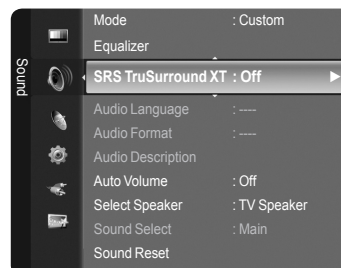 Sound
Mode : Custom
Equalizer
SRS TruSurround XT : Off
Audio Language : ----
Audio Format : ----
Audio Description
Auto Volume : Off
Select Speaker : TV Speaker
Sound Select : Main
Sound Reset